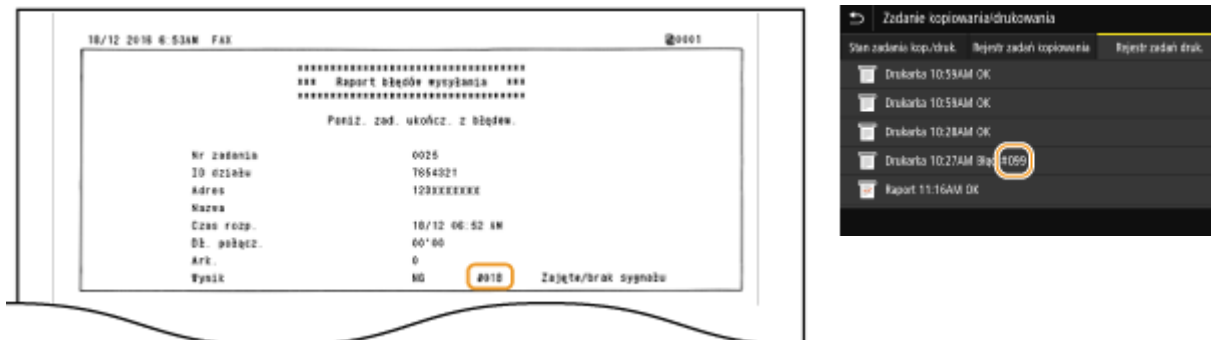 18/12 2016 6:53AM FAX 0001
***********************************
*** Raport błędów wysyłania ***
***********************************
Poniż. zad. ukończ. z błędem.
Nr zadania 0025
ID działu 7654321
Adres 123XXXXXXX
Nazwa
Czas rozp. 18/12 06:52 AM
Dł. połącz. 00'00
Ark. 0
Wynik NG #018 Zajęte/brak sygnału
Zadanie kopiowania/drukowania
Stan zadania kop./druk. Rejestr zadań kopiowania Rejestr zadań druk.
Drukarka 10:59AM OK
Drukarka 10:59AM OK
Drukarka 10:28AM OK
Drukarka 10:27AM Błąd #099
Raport 11:16AM OK